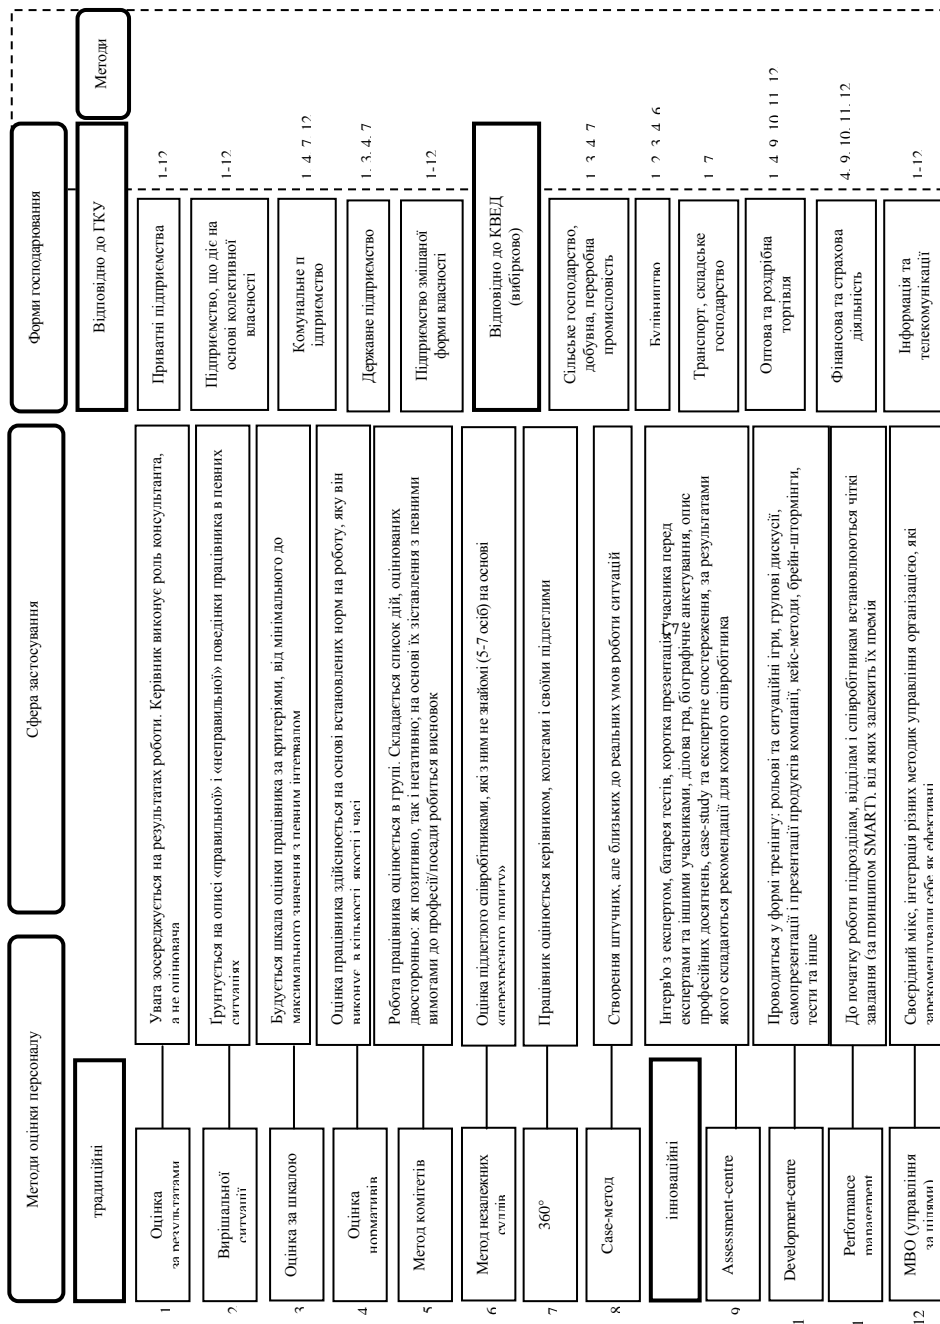 Методи оцінки персоналу
Сфера застосування
Форми господарювання
традиційні
Відповідно до ГКУ
Методи
1
Оцінка
за результатами
Увага зосереджується на результатах роботи. Керівник виконує роль консультанта,
а не оцінювача
Приватні підприємства
1-12
2
Вирішальної
ситуації
Ґрунтується на описі «правильної» і «неправильної» поведінки працівника в певних
ситуаціях
Підприємство, що діє на
основі колективної
власності
1-12
3
Оцінка за шкалою
Будується шкала оцінки працівника за критеріями, від мінімального до
максимального значення з певним інтервалом
Комунальне п
ідприємство
1, 4, 7, 12
4
Оцінка
нормативів
Оцінка працівника здійснюється на основі встановлених норм на роботу, яку він
виконує, в кількості, якості і часі
Державне підприємство
1, 3, 4, 7
5
Метод комітетів
Робота працівника оцінюється в групі. Складається список дій, оцінюваних
двосторонньо: як позитивно, так і негативно; на основі їх зіставлення з певними
вимогами до професії/посади робиться висновок
Підприємство змішаної
форми власності
1-12
6
Метод незалежних
суддів
Оцінка підлеглого співробітниками, які з ним не знайомі (5-7 осіб) на основі
«перехресного допиту»
Відповідно до КВЕД
(вибірково)
7
360°
Працівник оцінюється керівником, колегами і своїми підлеглими
Сільське господарство,
добувна, переробна
промисловість
1, 3, 4, 7
8
Case-метод
Створення штучних, але близьких до реальних умов роботи ситуацій
Будівництво
1, 2, 3, 4, 6
інноваційні
9
Assessment-centre
Інтерв'ю з експертом, батарея тестів, коротка презентація учасника перед
експертами та іншими учасниками, ділова гра, біографічне анкетування, опис
професійних досягнень, case-study та експертне спостереження, за результатами
якого складаються рекомендації для кожного співробітника
Транспорт, складське
господарство
1, 7
1
Development-centre
Проводиться у формі тренінгу: рольові та ситуаційні ігри, групові дискусії,
самопрезентації і презентації продуктів компанії, кейс-методи, брейн-штормінги,
тести та інше
Оптова та роздрібна
торгівля
1, 4, 9, 10, 11, 12
1
Performance
management
До початку роботи підрозділам, відділам і співробітникам встановлюються чіткі
завдання (за принципом SMART), від яких залежить їх премія
Фінансова та страхова
діяльність
4, 9, 10, 11, 12
12
MBO (управління
за цілями)
Своєрідний мікс, інтеграція різних методик управління організацією, які
зарекомендували себе як ефективні
Інформація та
телекомунікації
1-12